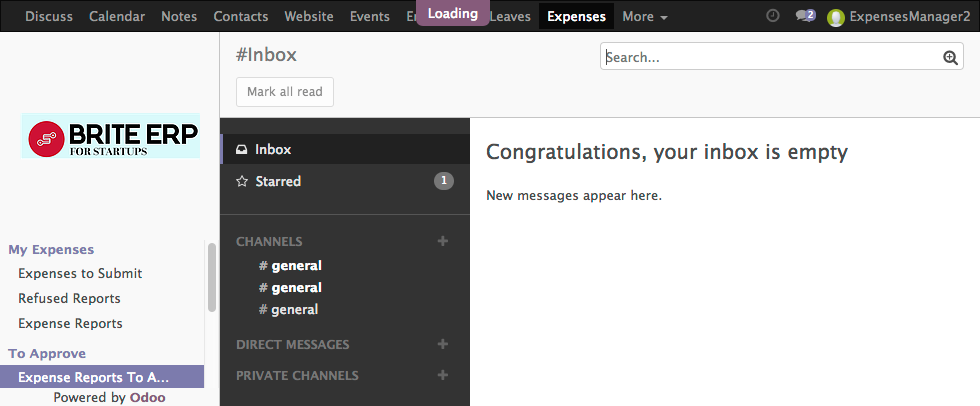 Discuss Calendar Notes Contacts Website Events Loading Leaves Expenses More 2 ExpensesManager2
#Inbox
Search...
Mark all read
BRITE ERP
FOR STARTUPS
Inbox
Starred 1
Congratulations, your inbox is empty
New messages appear here.
My Expenses
Expenses to Submit
Refused Reports
Expense Reports
To Approve
Expense Reports To A...
Powered by Odoo
CHANNELS +
# general
# general
# general
DIRECT MESSAGES +
PRIVATE CHANNELS +